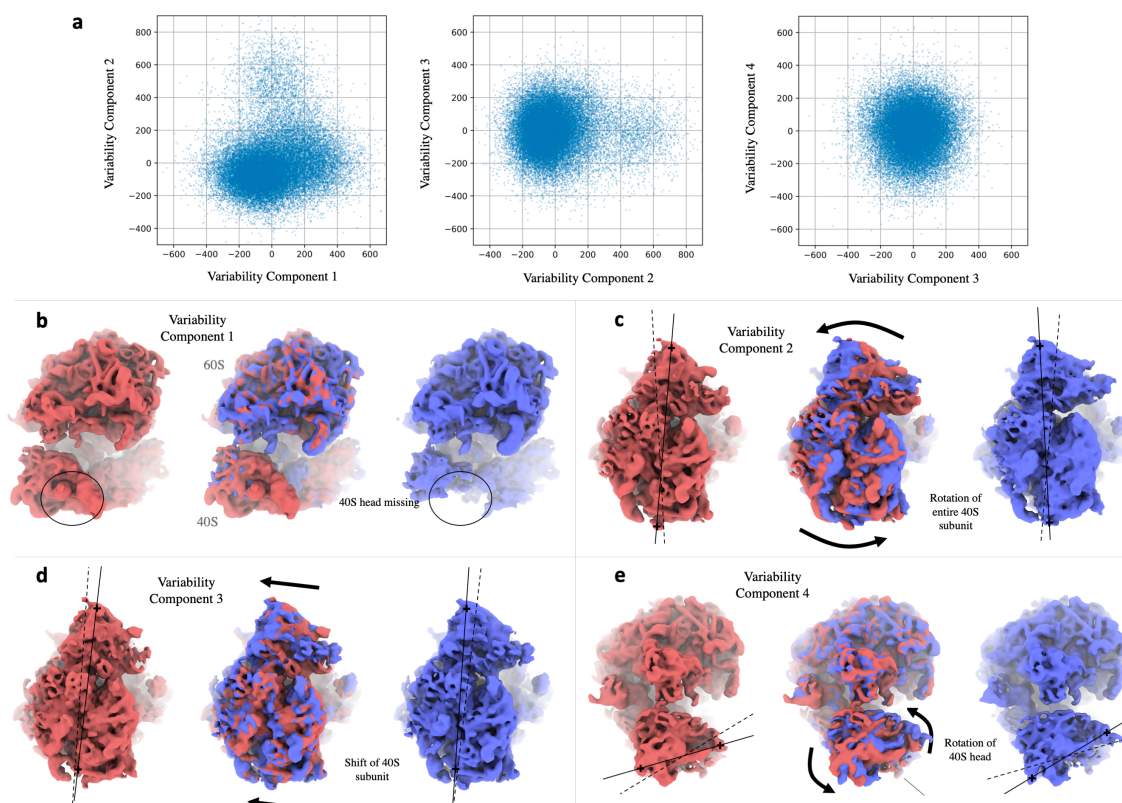 a
Variability Component 2
800
600
400
200
0
−200
−400
−600
−400
−200
0
200
400
600
Variability Component 1
Variability Component 3
600
400
200
0
−200
−400
−600
−400
−200
0
200
400
600
800
Variability Component 2
Variability Component 4
600
400
200
0
−200
−400
−600
−600
−400
−200
0
200
400
600
Variability Component 3
b
Variability
Component 1
60S
40S
40S head missing
c
Variability
Component 2
Rotation of
entire 40S
subunit
d
Variability
Component 3
Shift of 40S
subunit
e
Variability
Component 4
Rotation of
40S head